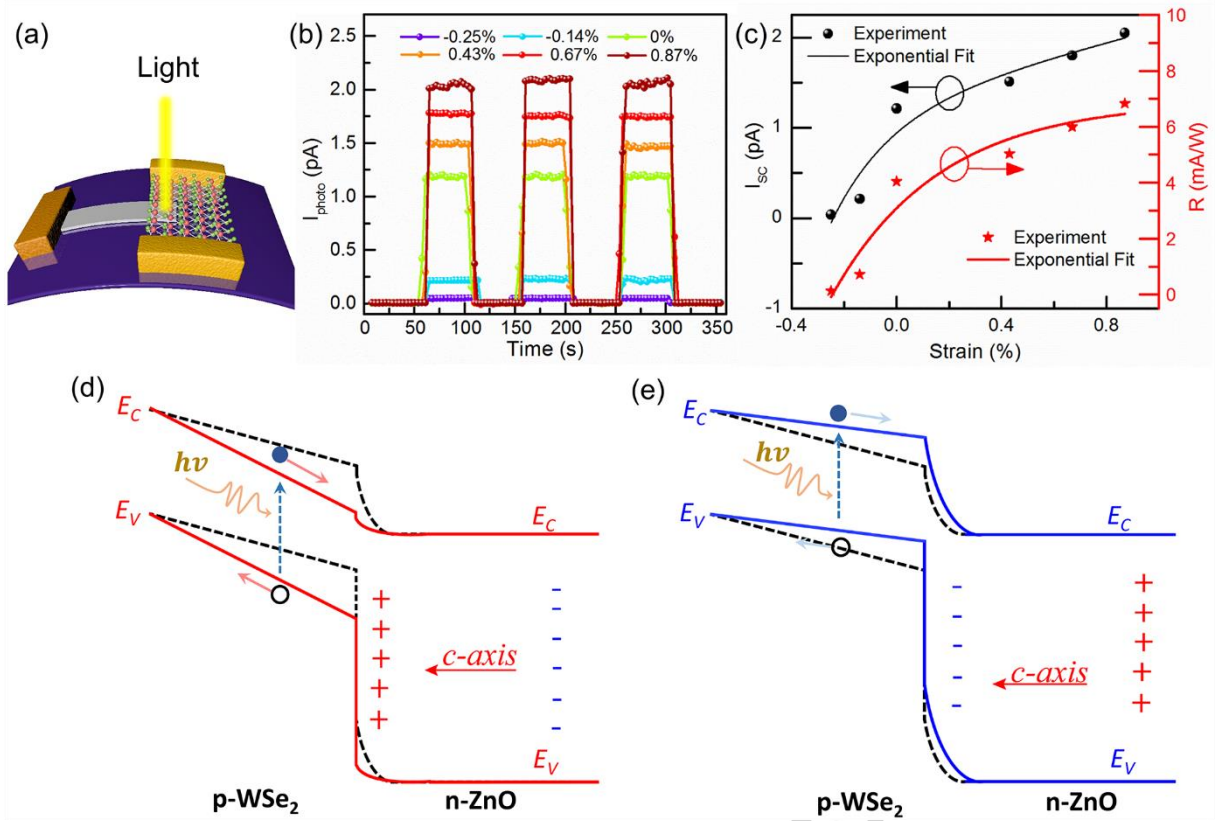 (a)
Light
(b)
-0.25% -0.14% 0%
0.43% 0.67% 0.87%
2.5
2.0
1.5
1.0
0.5
0.0
I_photo (pA)
0 50 100 150 200 250 300 350
Time (s)
(c)
Experiment
Exponential Fit
2
1
0
-1
I_SC (pA)
10
8
6
4
2
0
R (mA/W)
Experiment
Exponential Fit
-0.4 0.0 0.4 0.8
Strain (%)
(d)
E_C
hν
E_V
E_C
+ + + + +
- - - - - -
c-axis
E_V
p-WSe₂ n-ZnO
(e)
E_C
hν
E_V
E_C
- - - - -
+ + + + +
c-axis
E_V
p-WSe₂ n-ZnO